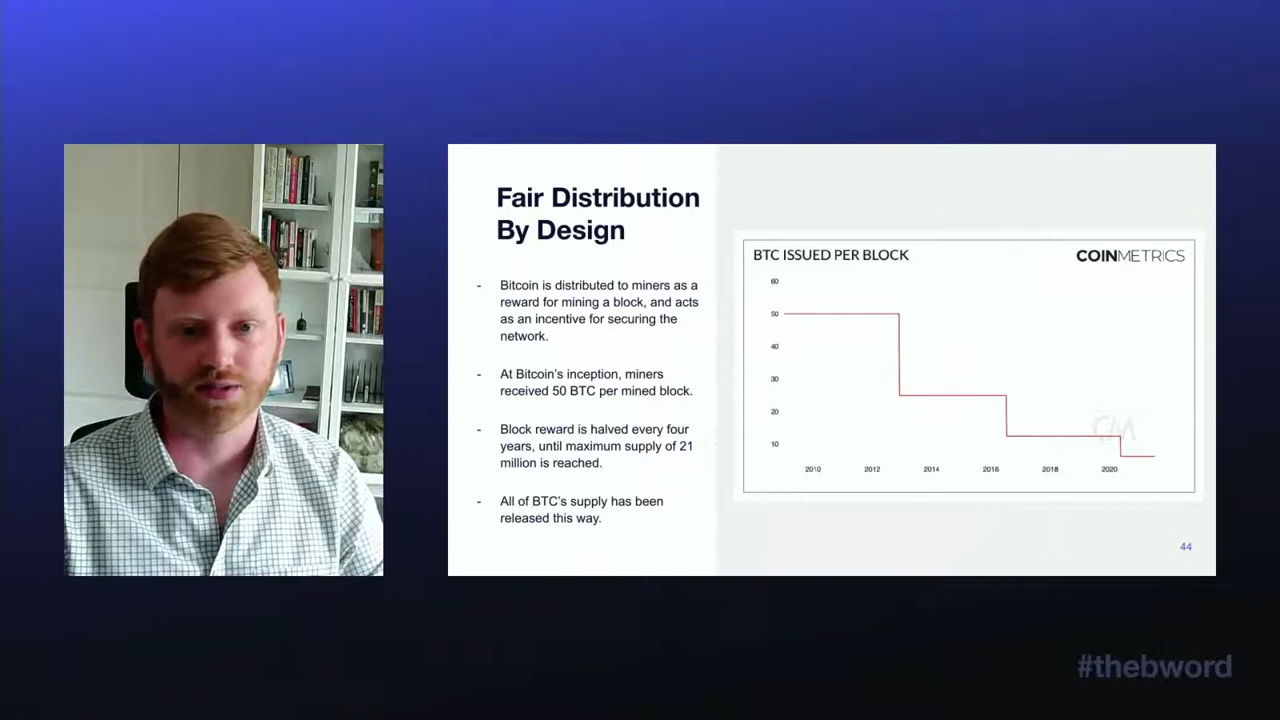 Fair Distribution
By Design
- Bitcoin is distributed to miners as a
reward for mining a block, and acts
as an incentive for securing the
network.
- At Bitcoin's inception, miners
received 50 BTC per mined block.
- Block reward is halved every four
years, until maximum supply of 21
million is reached.
- All of BTC's supply has been
released this way.
BTC ISSUED PER BLOCK
COINMETRICS
60
50
40
30
20
10
CM
2010 2012 2014 2016 2018 2020
44
#thebword